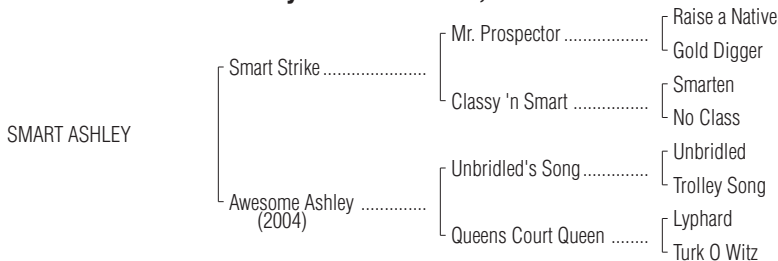 Raise a Native
Mr. Prospector ..................
Gold Digger
Smart Strike ......................
Smarten
Classy 'n Smart ................
No Class
SMART ASHLEY
Unbridled
Unbridled's Song..............
Trolley Song
Awesome Ashley ..............
(2004)
Lyphard
Queens Court Queen ........
Turk O Witz